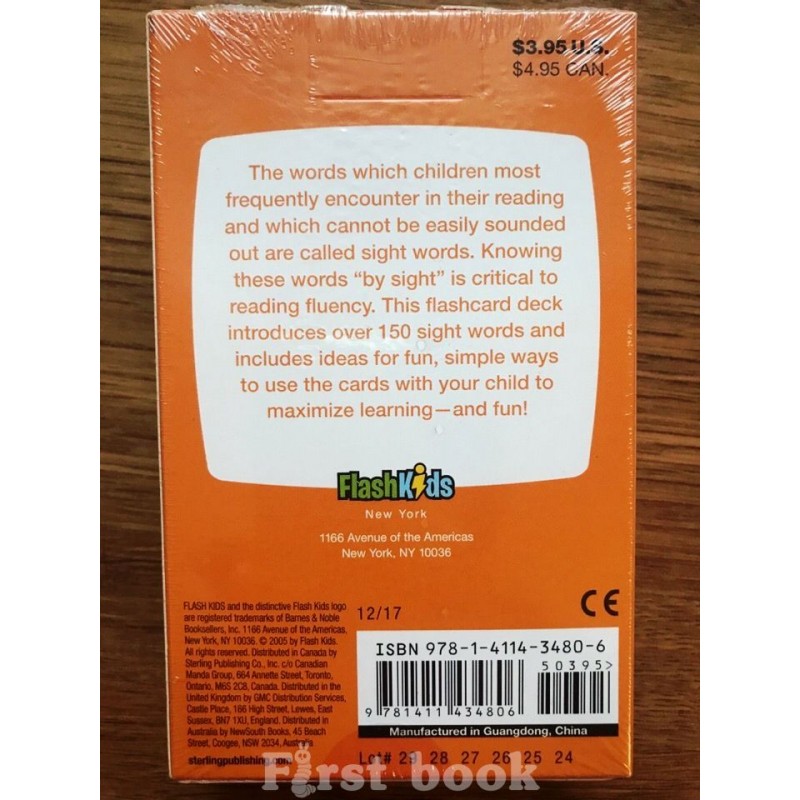 $3.95 U.S.
$4.95 CAN.
The words which children most
frequently encounter in their reading
and which cannot be easily sounded
out are called sight words. Knowing
these words “by sight” is critical to
reading fluency. This flashcard deck
introduces over 150 sight words and
includes ideas for fun, simple ways
to use the cards with your child to
maximize learning—and fun!
FlashKids
New York
1166 Avenue of the Americas
New York, NY 10036
FLASH KIDS and the distinctive Flash Kids logo
are registered trademarks of Barnes & Noble
Booksellers, Inc. 1166 Avenue of the Americas,
New York, NY 10036. © 2005 by Flash Kids.
All rights reserved. Distributed in Canada by
Sterling Publishing Co., Inc. c/o Canadian
Manda Group, 664 Annette Street, Toronto,
Ontario, M6S 2C8, Canada. Distributed in the
United Kingdom by GMC Distribution Services,
Castle Place, 166 High Street, Lewes, East
Sussex, BN7 1XU, England. Distributed in
Australia by NewSouth Books, 45 Beach
Street, Coogee, NSW 2034, Australia
sterlingpublishing.com
12/17
CE
ISBN 978-1-4114-3480-6
50395>
9 781411 434806
Manufactured in Guangdong, China
Lot# 29 28 27 26 25 24
First book